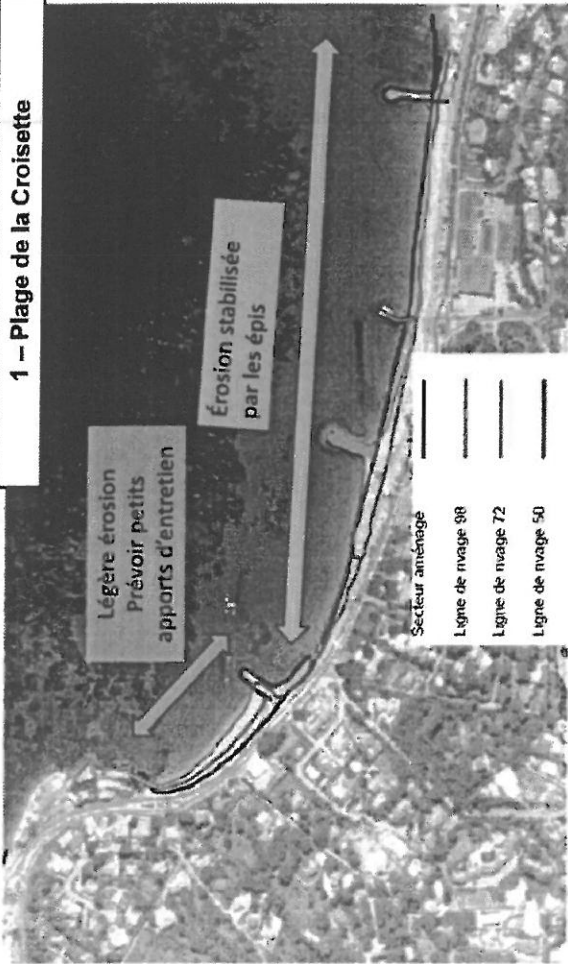 1 – Plage de la Croisette
Légère érosion
Prévoir petits
apports d'entretien
Érosion stabilisée
par les épis
Secteur aménagé
Ligne de rivage 98
Ligne de rivage 72
Ligne de rivage 50